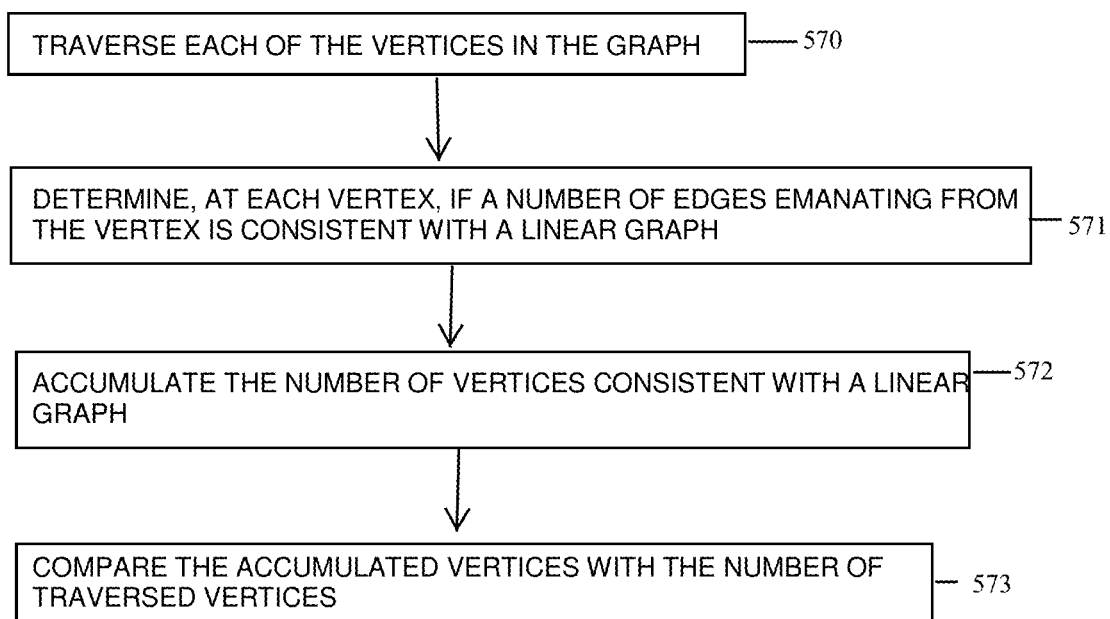 TRAVERSE EACH OF THE VERTICES IN THE GRAPH
570
DETERMINE, AT EACH VERTEX, IF A NUMBER OF EDGES EMANATING FROM
THE VERTEX IS CONSISTENT WITH A LINEAR GRAPH
571
ACCUMULATE THE NUMBER OF VERTICES CONSISTENT WITH A LINEAR
GRAPH
572
COMPARE THE ACCUMULATED VERTICES WITH THE NUMBER OF
TRAVERSED VERTICES
573